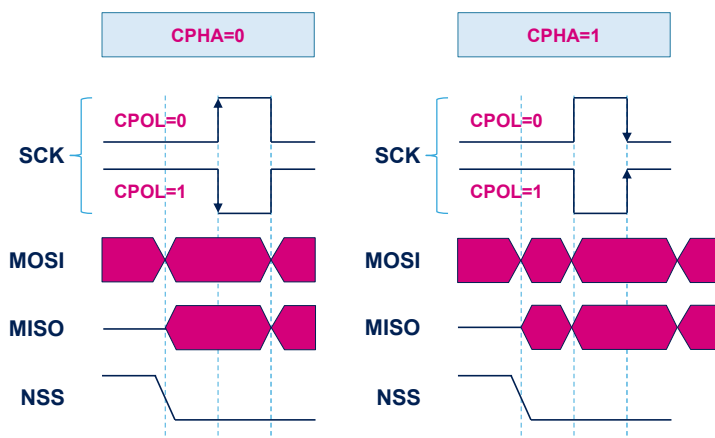 CPHA=0
CPHA=1
CPOL=0
SCK
CPOL=1
CPOL=0
SCK
CPOL=1
MOSI
MOSI
MISO
MISO
NSS
NSS